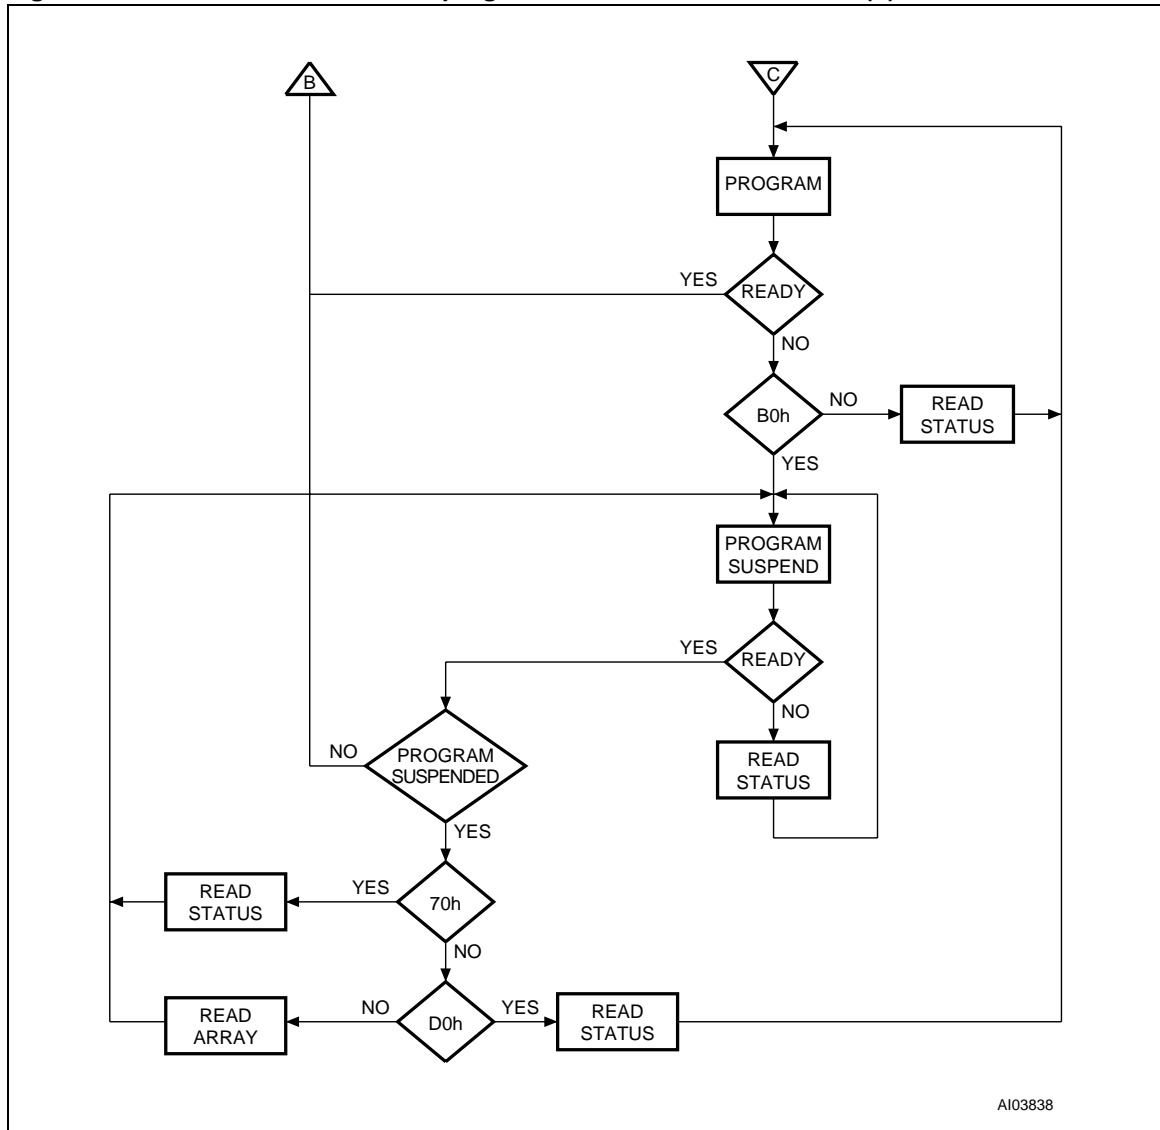 B
C
PROGRAM
YES
READY
NO
B0h
NO
READ
STATUS
YES
PROGRAM
SUSPEND
YES
READY
NO
NO
PROGRAM
SUSPENDED
READ
STATUS
YES
READ
STATUS
YES
70h
NO
READ
ARRAY
NO
D0h
YES
READ
STATUS
AI03838